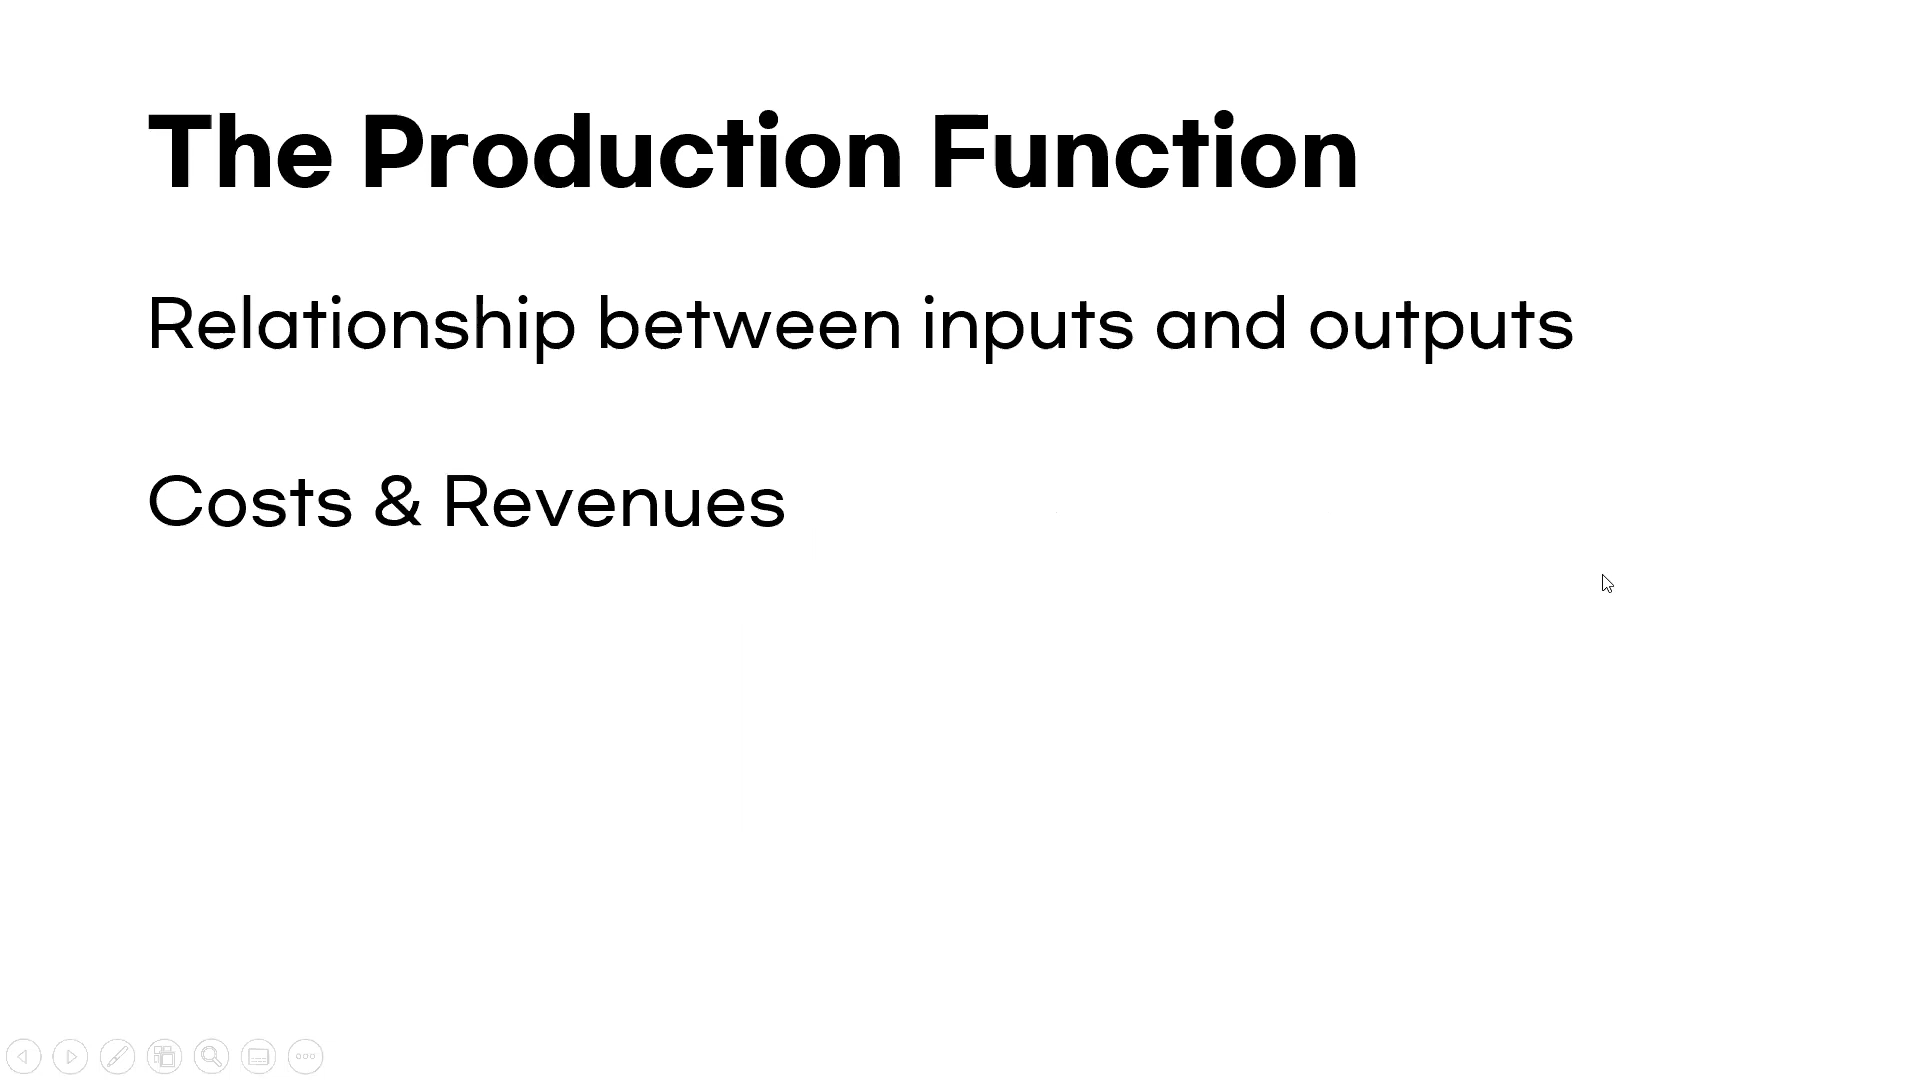 The Production Function
Relationship between inputs and outputs
Costs & Revenues